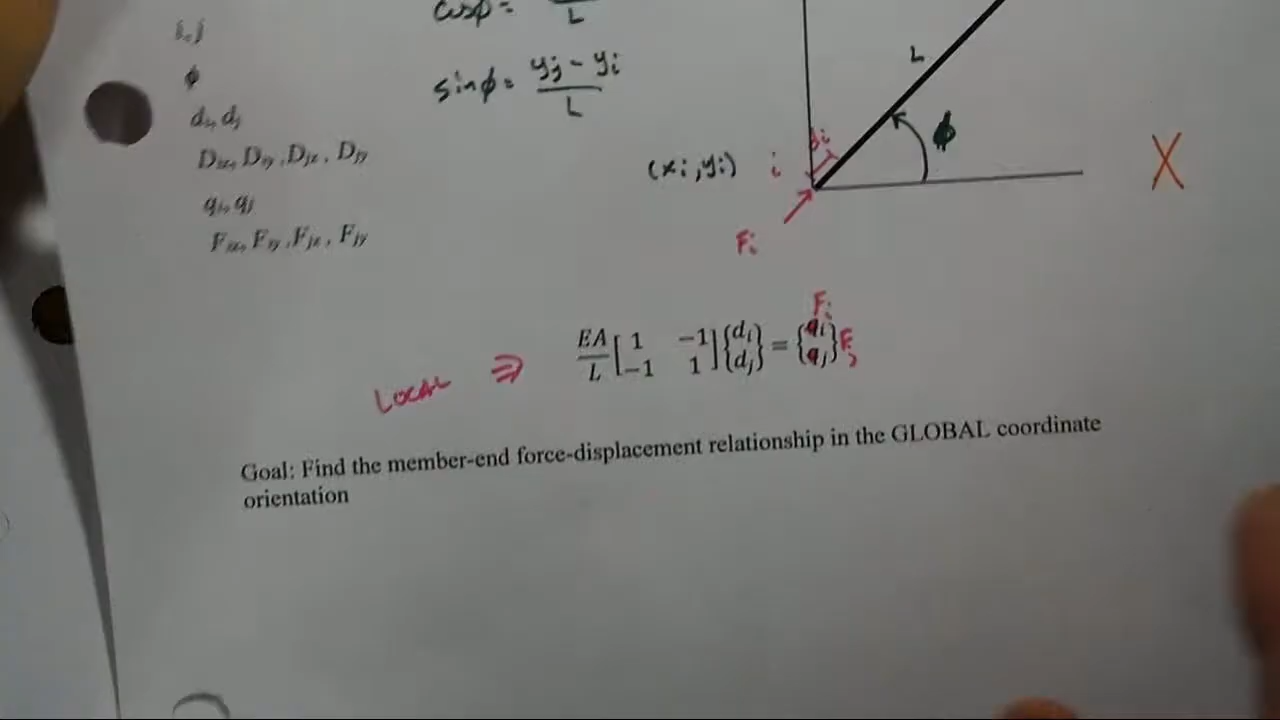 i, j
cosφ = /L
φ
sinφ = (yj - yi)/L
L
di, dj
φ
Dix, Diy, Djx, Djy
δi
(xi, yi) i
X
qi, qj
Fix, Fiy, Fjx, Fjy
Fi
Fi
LOCAL ⇒ EA/L [1 -1 -1 1] {di dj} = {qi qj} Fj
Goal: Find the member-end force-displacement relationship in the GLOBAL coordinate
orientation